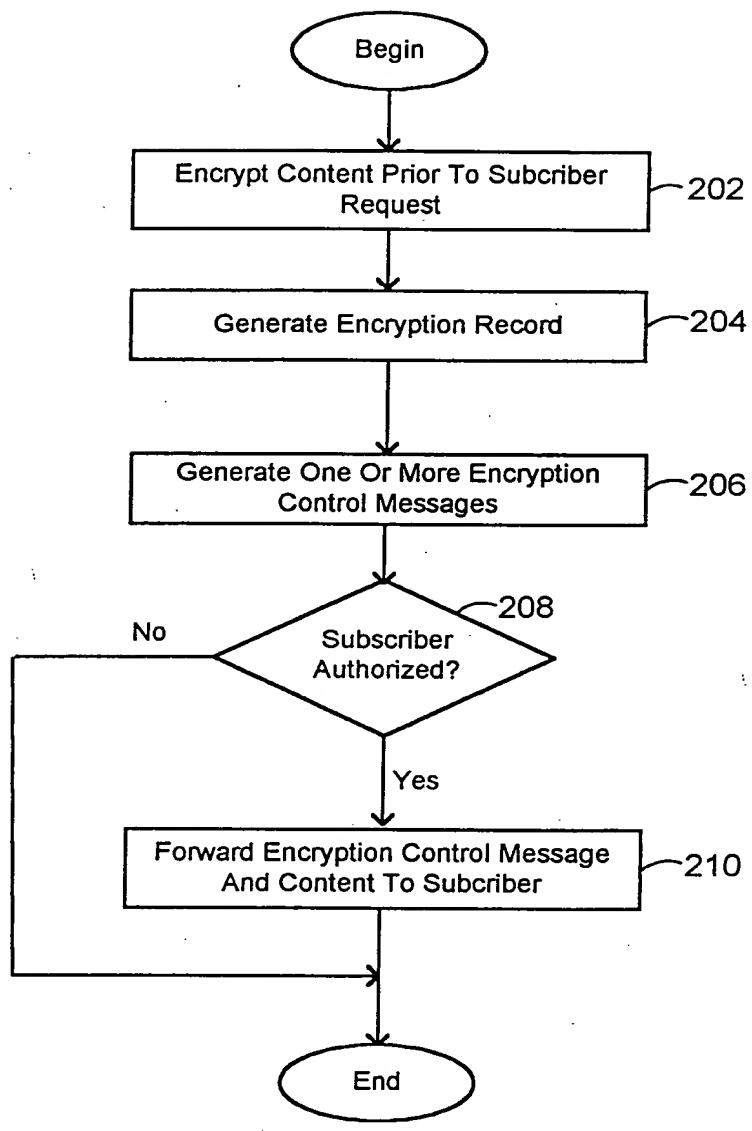 Begin
Encrypt Content Prior To Subcriber
Request
202
Generate Encryption Record
204
Generate One Or More Encryption
Control Messages
206
208
No
Subscriber
Authorized?
Yes
Forward Encryption Control Message
And Content To Subcriber
210
End